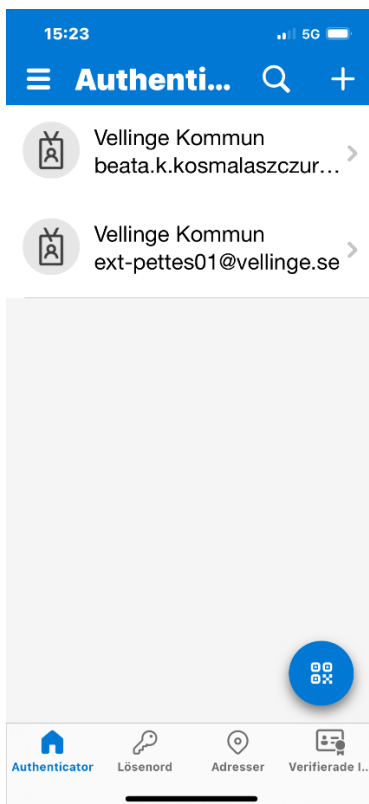 15:23 5G
Authenti...
Vellinge Kommun
beata.k.kosmalaszczur...
Vellinge Kommun
ext-pettes01@vellinge.se
Authenticator Lösenord Adresser Verifierade I...